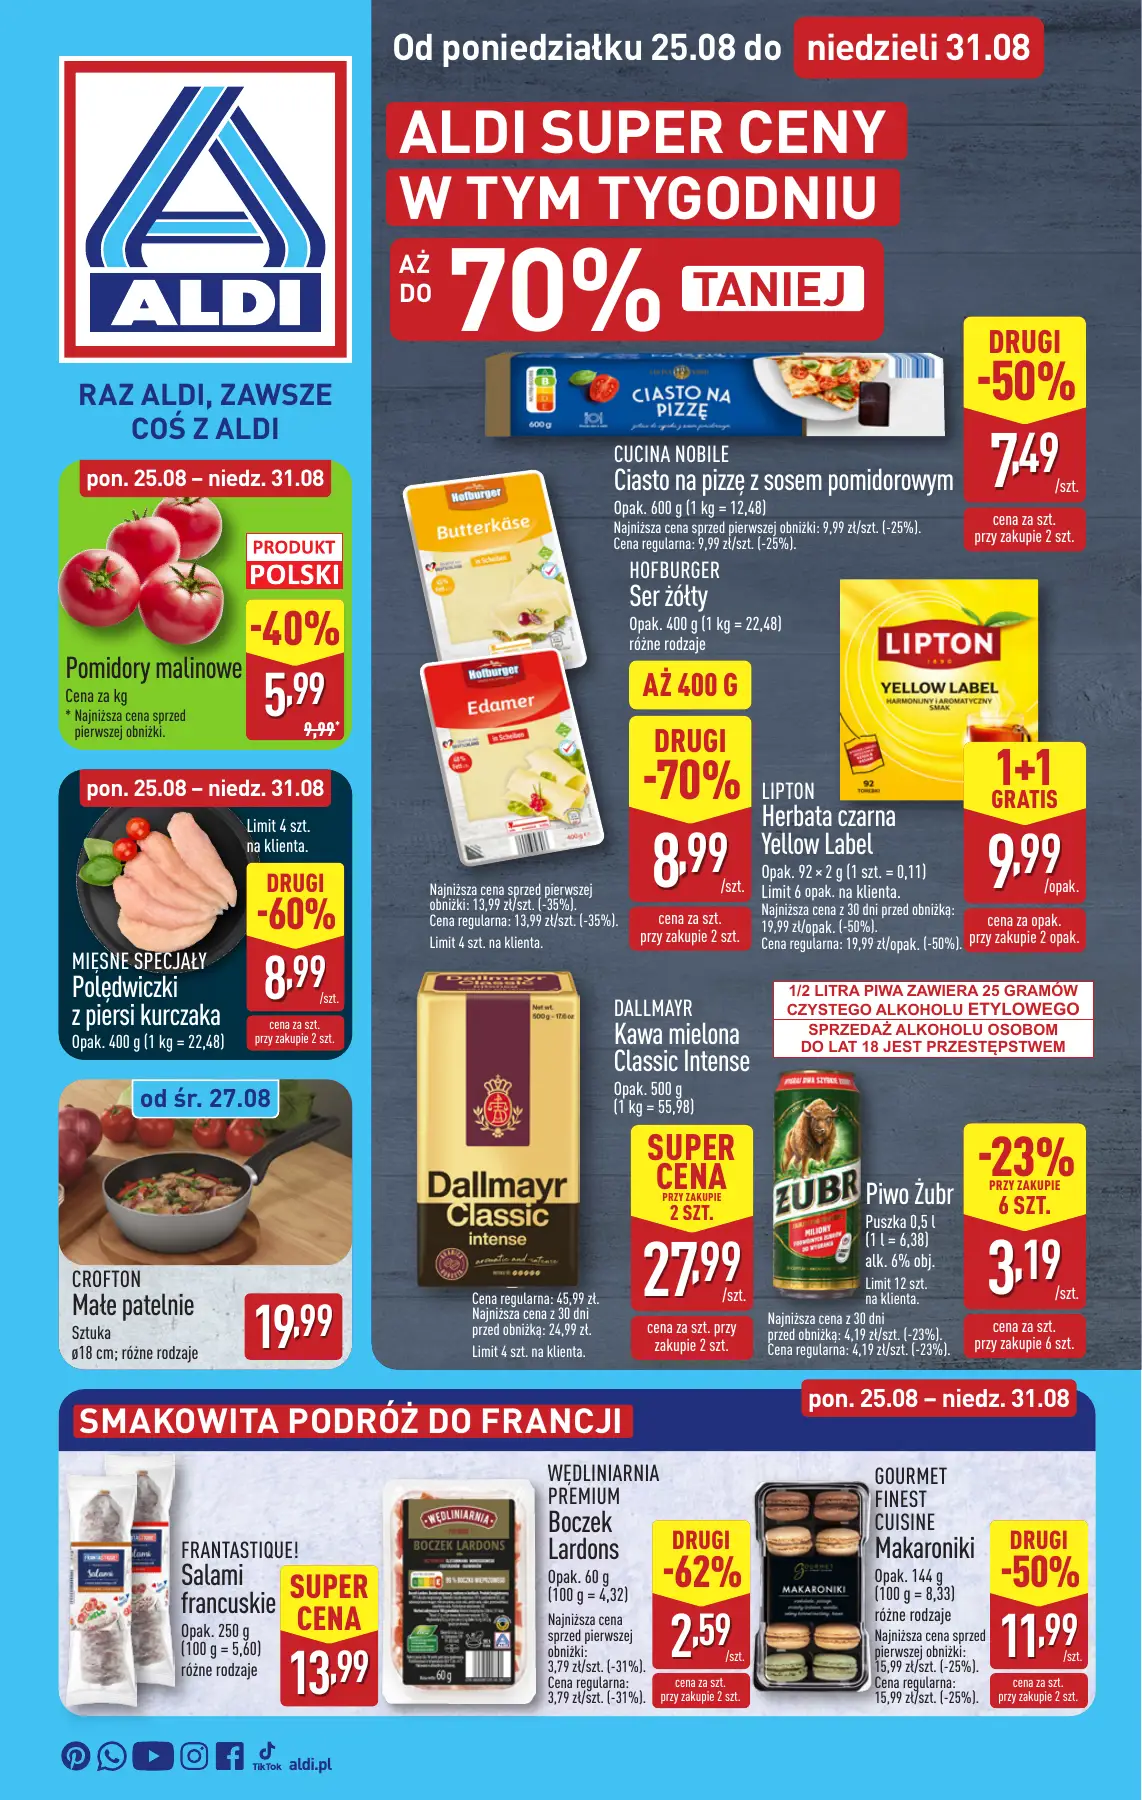 Od poniedziałku 25.08 do niedzieli 31.08
ALDI SUPER CENY
W TYM TYGODNIU
AŻ DO 70% TANIEJ
ALDI
RAZ ALDI, ZAWSZE
COŚ Z ALDI
pon. 25.08 – niedz. 31.08
PRODUKT
POLSKI
-40%
5,99
9,99*
Pomidory malinowe
Cena za kg
* Najniższa cena sprzed
pierwszej obniżki.
pon. 25.08 – niedz. 31.08
Limit 4 szt.
na klienta.
DRUGI
-60%
8,99
/szt.
cena za szt.
przy zakupie 2 szt.
MIĘSNE SPECJAŁY
Polędwiczki
z piersi kurczaka
Opak. 400 g (1 kg = 22,48)
od śr. 27.08
CROFTON
Małe patelnie
Sztuka
ø18 cm; różne rodzaje
19,99
CIASTO NA
PIZZĘ
600 g
CUCINA NOBILE
Ciasto na pizzę z sosem pomidorowym
Opak. 600 g (1 kg = 12,48)
Najniższa cena sprzed pierwszej obniżki: 9,99 zł/szt. (-25%).
Cena regularna: 9,99 zł/szt. (-25%).
DRUGI
-50%
7,49
/szt.
cena za szt.
przy zakupie 2 szt.
Hofburger
Butterkäse
in Scheiben
Hofburger
Edamer
in Scheiben
400 g
HOFBURGER
Ser żółty
Opak. 400 g (1 kg = 22,48)
różne rodzaje
AŻ 400 G
DRUGI
-70%
8,99
/szt.
cena za szt.
przy zakupie 2 szt.
Najniższa cena sprzed pierwszej
obniżki: 13,99 zł/szt. (-35%).
Cena regularna: 13,99 zł/szt. (-35%).
Limit 4 szt. na klienta.
LIPTON
YELLOW LABEL
HARMONIJNY i AROMATYCZNY
SMAK
92
TOREBKI
LIPTON
Herbata czarna
Yellow Label
Opak. 92 × 2 g (1 szt. = 0,11)
Limit 6 opak. na klienta.
Najniższa cena z 30 dni przed obniżką:
19,99 zł/opak. (-50%).
Cena regularna: 19,99 zł/opak. (-50%).
1+1
GRATIS
9,99
/opak.
cena za opak.
przy zakupie 2 opak.
Dallmayr
Classic
Net wt.
500 g - 17.6 oz
Dallmayr
Classic
intense
DALLMAYR
Kawa mielona
Classic Intense
Opak. 500 g
(1 kg = 55,98)
SUPER
CENA
PRZY ZAKUPIE
2 SZT.
27,99
/szt.
cena za szt. przy
zakupie 2 szt.
Cena regularna: 45,99 zł.
Najniższa cena z 30 dni
przed obniżką: 24,99 zł.
Limit 4 szt. na klienta.
1/2 LITRA PIWA ZAWIERA 25 GRAMÓW
CZYSTEGO ALKOHOLU ETYLOWEGO
SPRZEDAŻ ALKOHOLU OSOBOM
DO LAT 18 JEST PRZESTĘPSTWEM
ŻUBR
Piwo Żubr
Puszka 0,5 l
(1 l = 6,38)
alk. 6% obj.
Limit 12 szt.
na klienta.
Najniższa cena z 30 dni
przed obniżką: 4,19 zł/szt. (-23%).
Cena regularna: 4,19 zł/szt. (-23%).
-23%
PRZY ZAKUPIE
6 SZT.
3,19
/szt.
cena za szt.
przy zakupie 6 szt.
SMAKOWITA PODRÓŻ DO FRANCJI
pon. 25.08 – niedz. 31.08
Salami
FRANTASTIQUE!
Salami
francuskie
Opak. 250 g
(100 g = 5,60)
różne rodzaje
SUPER
CENA
13,99
WĘDLINIARNIA
BOCZEK LARDONS
60 g
WĘDLINIARNIA
PREMIUM
Boczek
Lardons
Opak. 60 g
(100 g = 4,32)
Najniższa cena
sprzed pierwszej
obniżki:
3,79 zł/szt. (-31%).
Cena regularna:
3,79 zł/szt. (-31%).
DRUGI
-62%
2,59
/szt.
cena za szt.
przy zakupie 2 szt.
GOURMET
MAKARONIKI
GOURMET
FINEST
CUISINE
Makaroniki
Opak. 144 g
(100 g = 8,33)
różne rodzaje
Najniższa cena sprzed
pierwszej obniżki:
15,99 zł/szt. (-25%).
Cena regularna:
15,99 zł/szt. (-25%).
DRUGI
-50%
11,99
/szt.
cena za szt.
przy zakupie 2 szt.
TikTok
aldi.pl